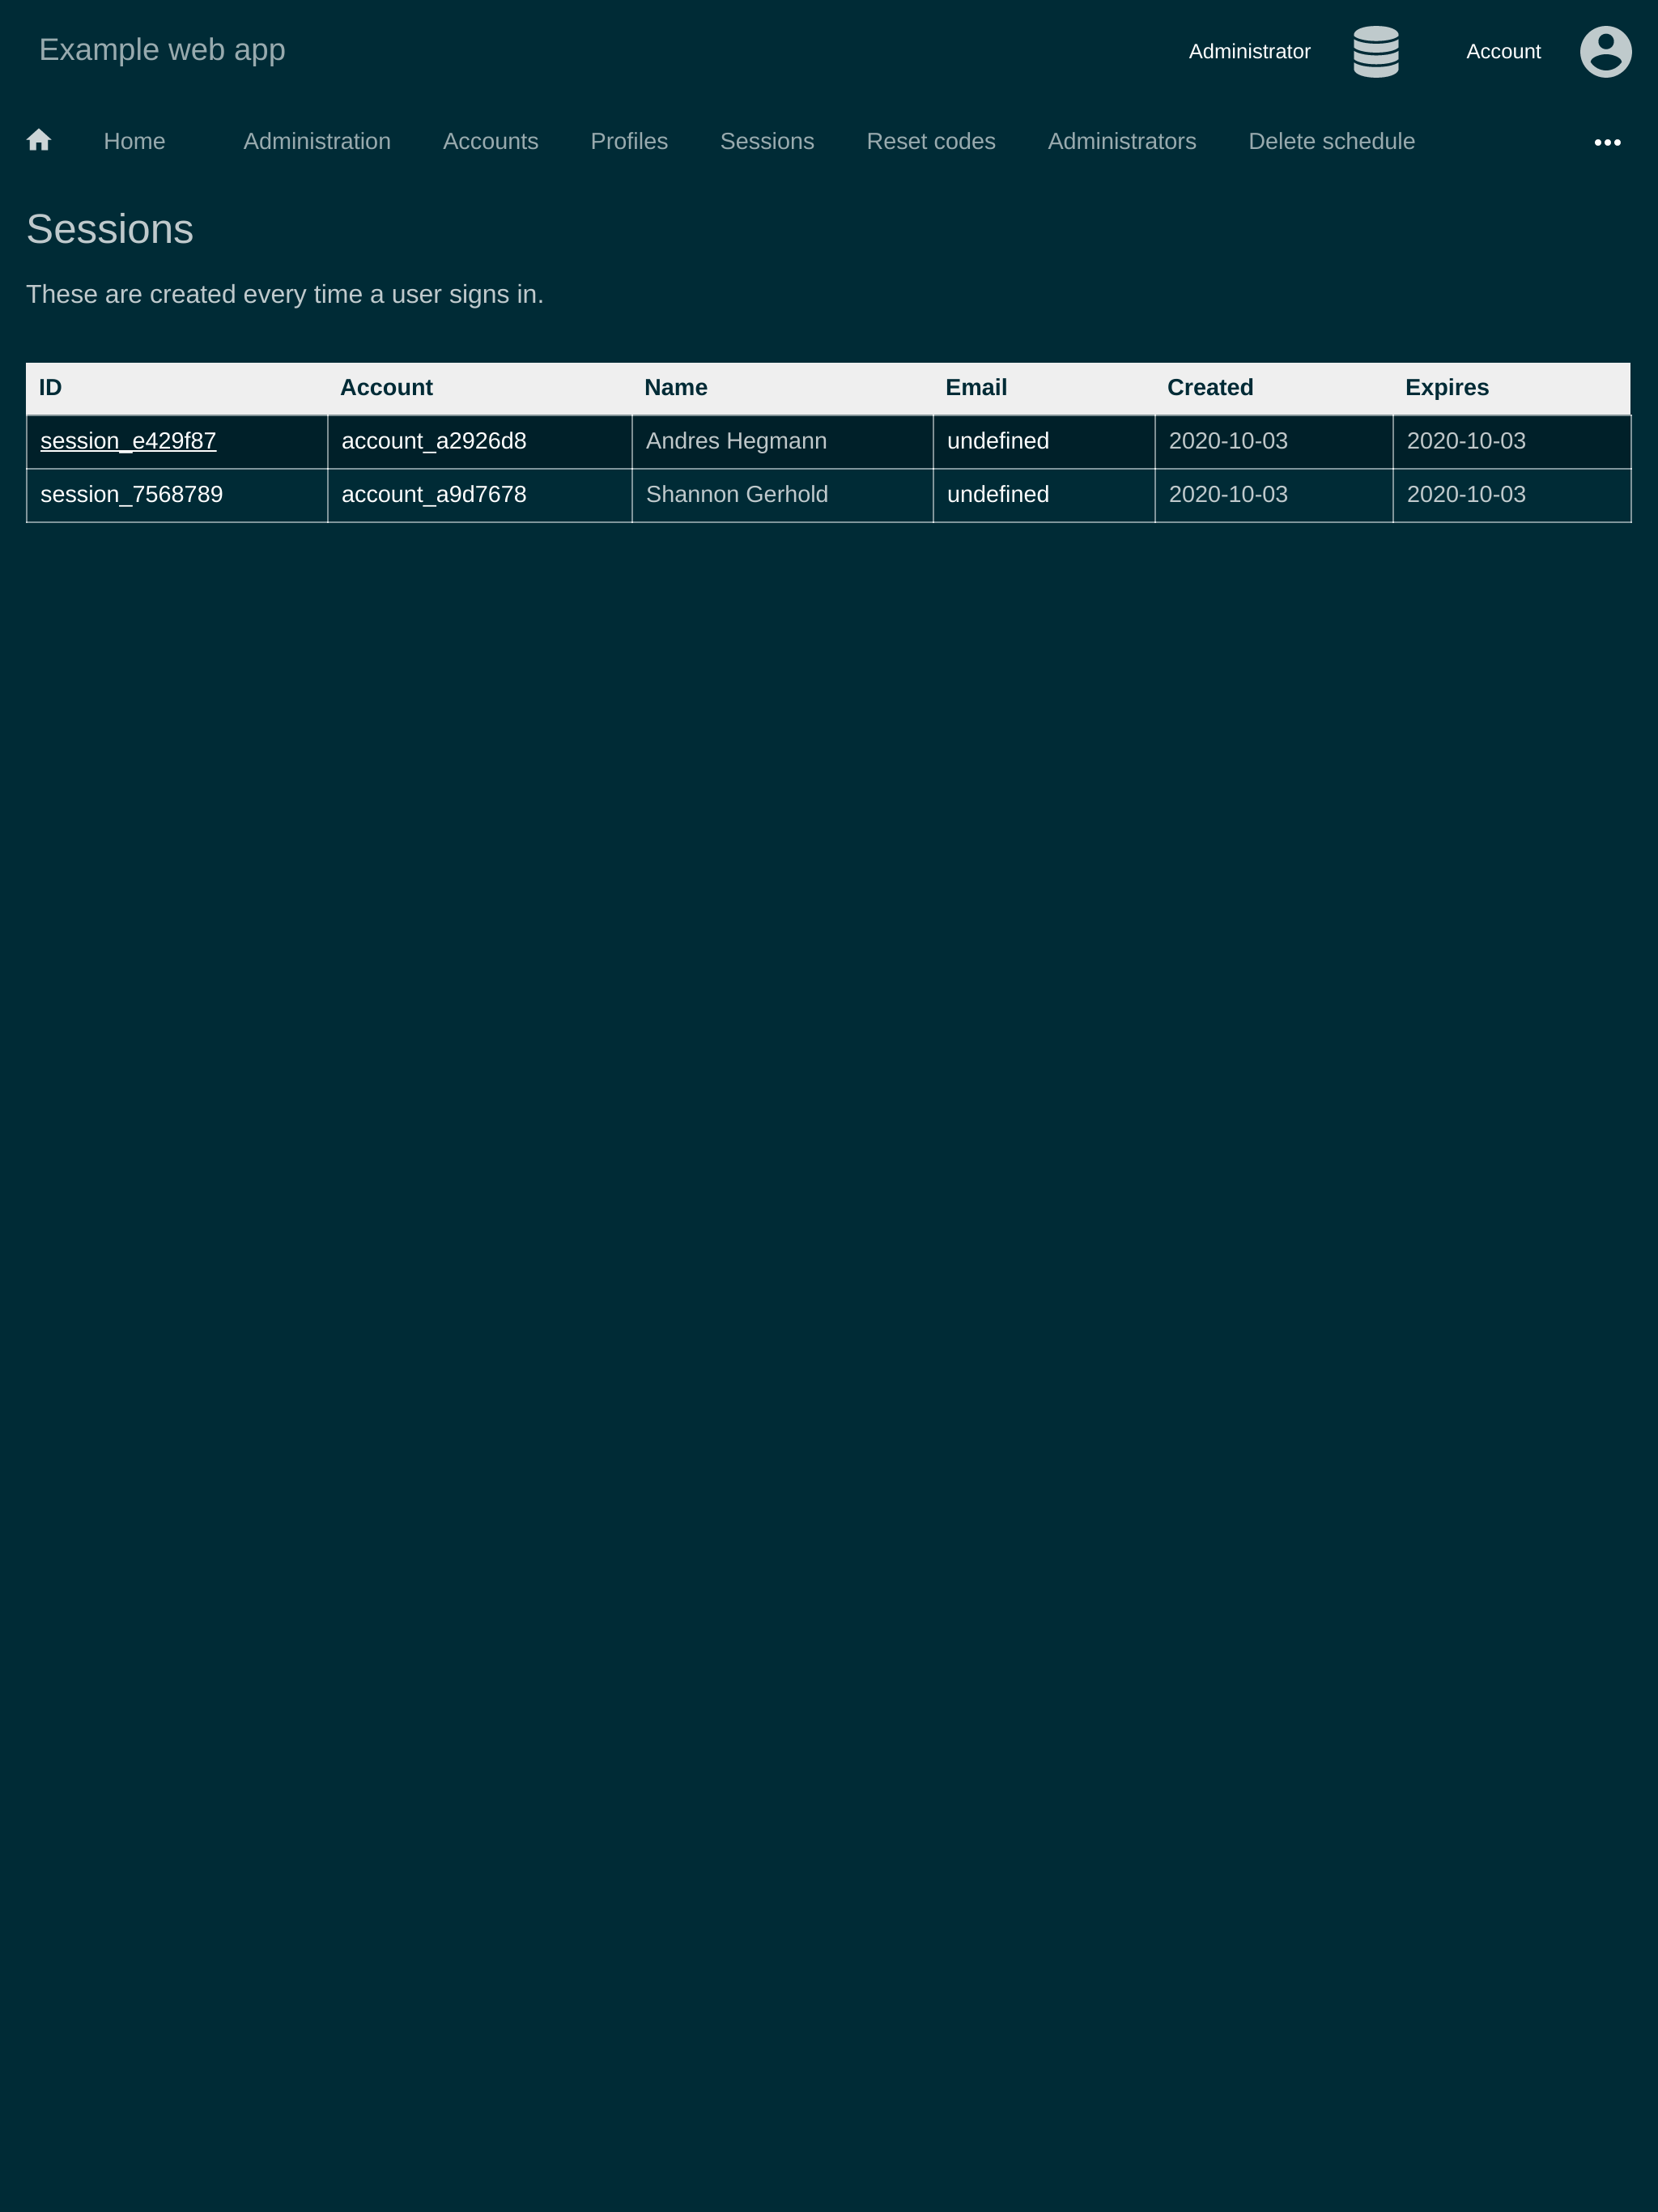 Example web app
Administrator Account
Home Administration Accounts Profiles Sessions Reset codes Administrators Delete schedule
Sessions
These are created every time a user signs in.
ID Account Name Email Created Expires
session_e429f87 account_a2926d8 Andres Hegmann undefined 2020-10-03 2020-10-03
session_7568789 account_a9d7678 Shannon Gerhold undefined 2020-10-03 2020-10-03